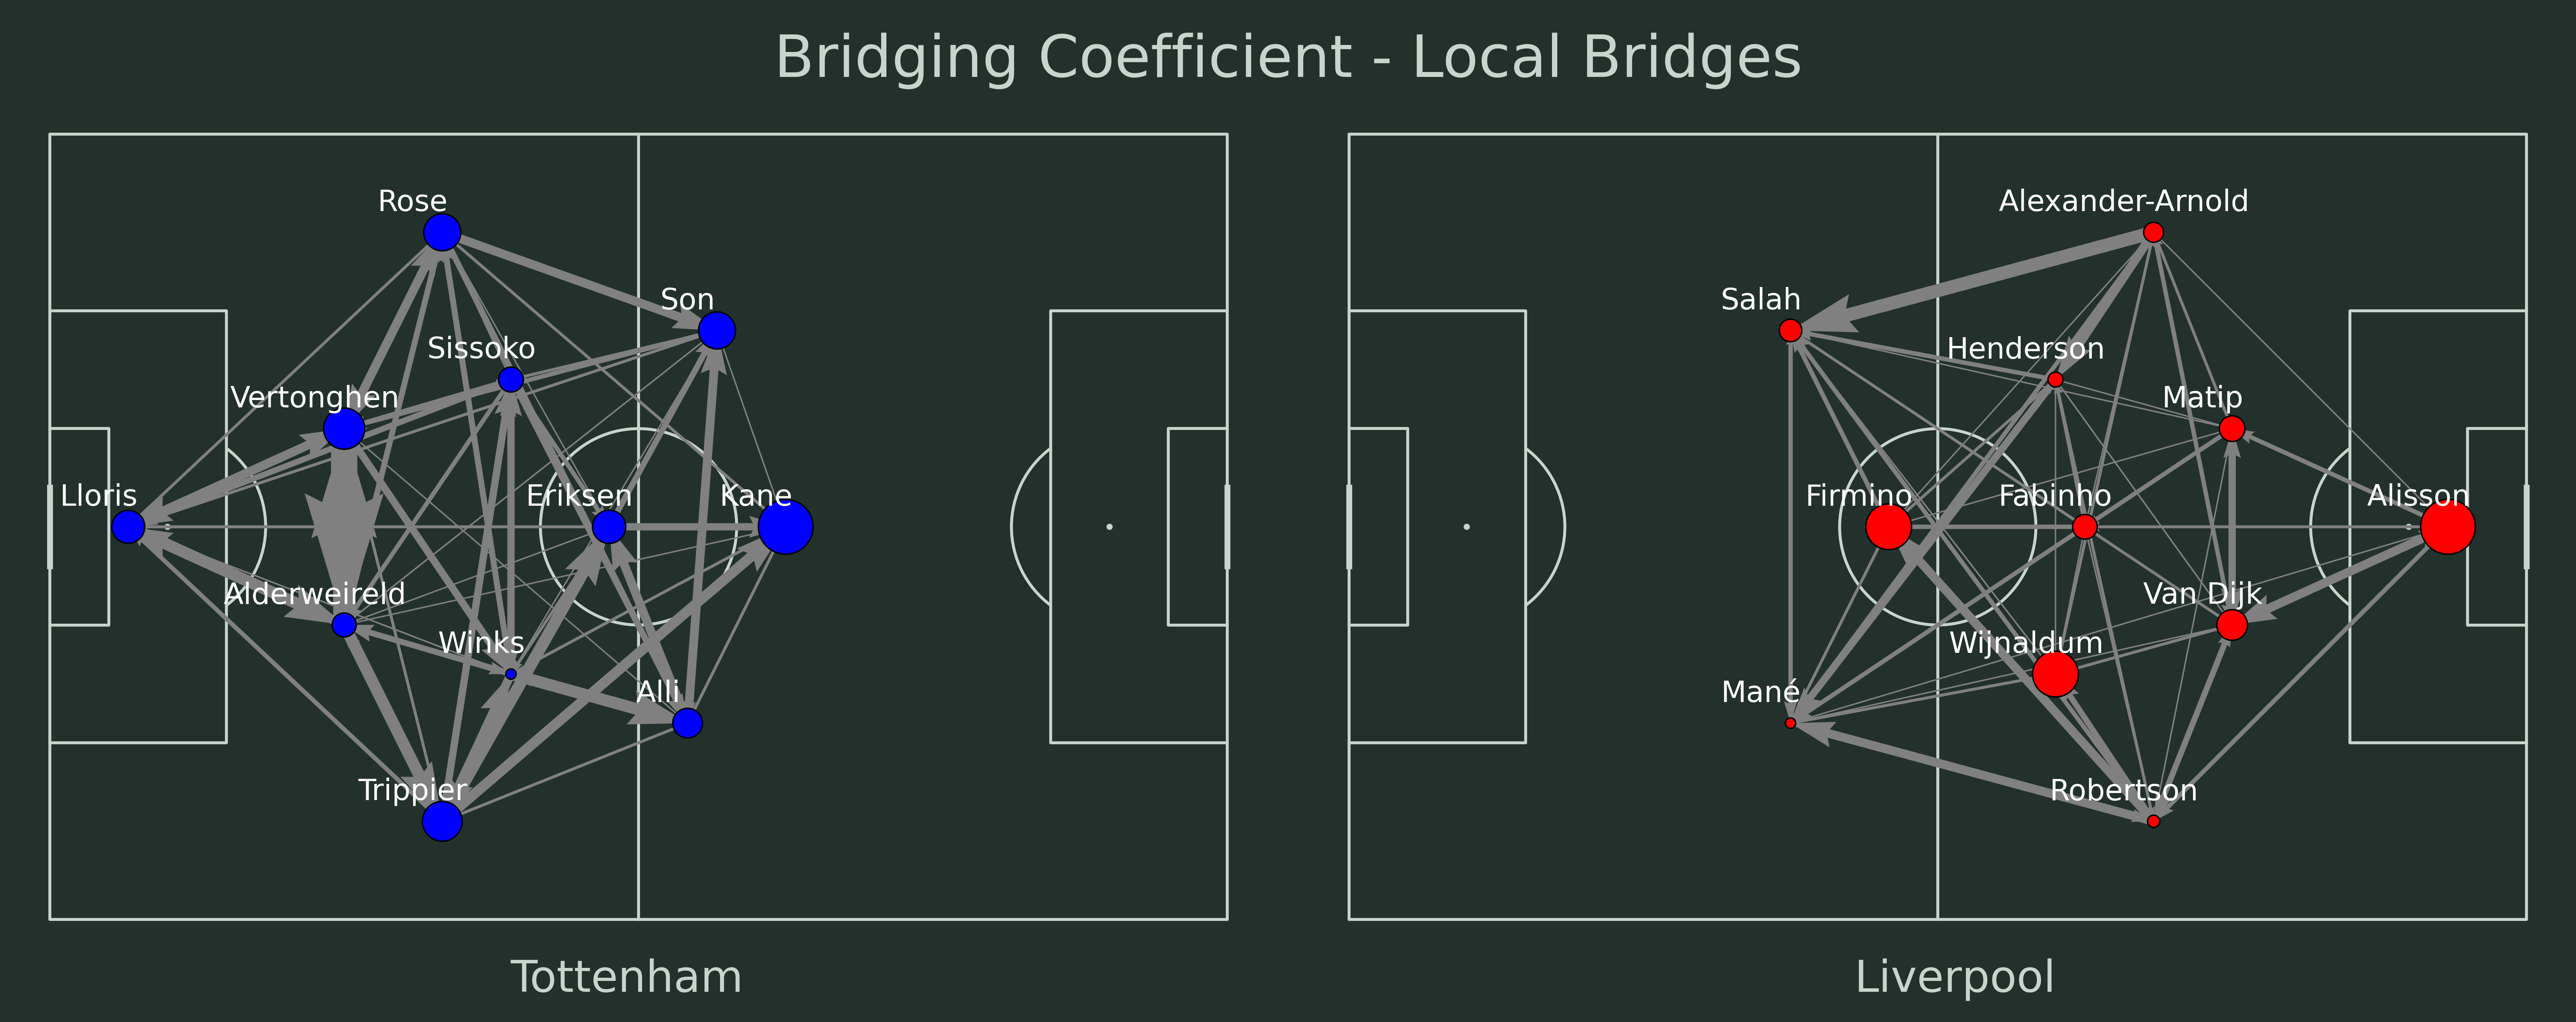 Bridging Coefficient - Local Bridges
Rose
Son
Sissoko
Vertonghen
Lloris
Eriksen
Kane
Alderweireld
Winks
Alli
Trippier
Tottenham
Alexander-Arnold
Salah
Henderson
Matip
Firmino
Fabinho
Alisson
Van Dijk
Wijnaldum
Mané
Robertson
Liverpool